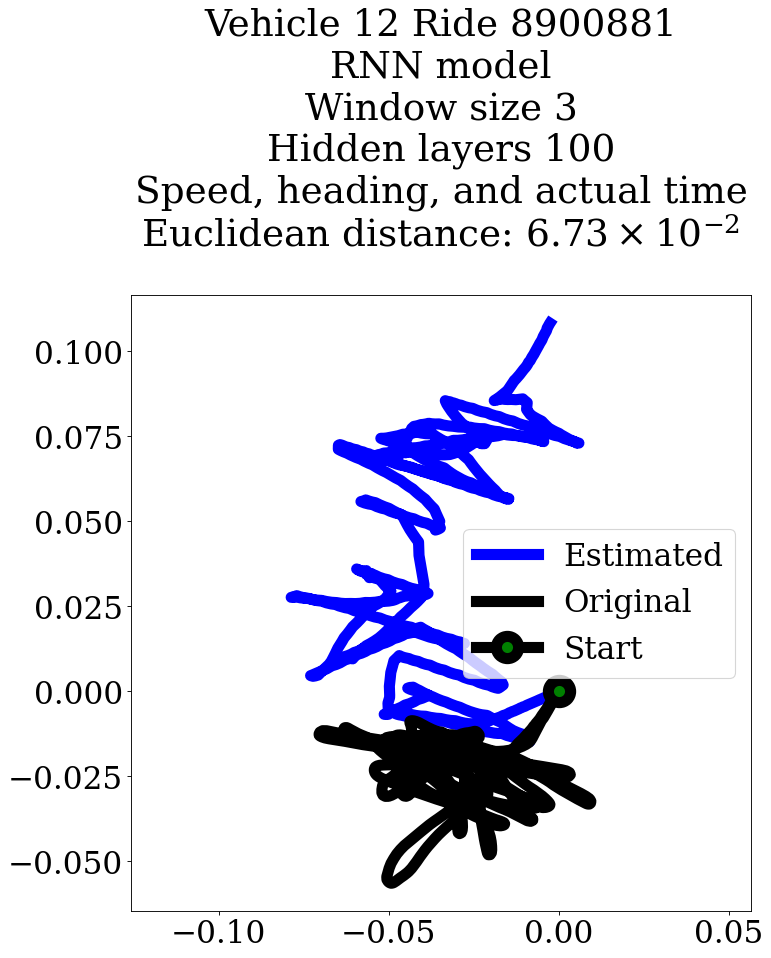 Vehicle 12 Ride 8900881
RNN model
Window size 3
Hidden layers 100
Speed, heading, and actual time
Euclidean distance: 6.73 × 10⁻²
0.100
0.075
0.050
0.025
0.000
−0.025
−0.050
Estimated
Original
Start
−0.10
−0.05
0.00
0.05